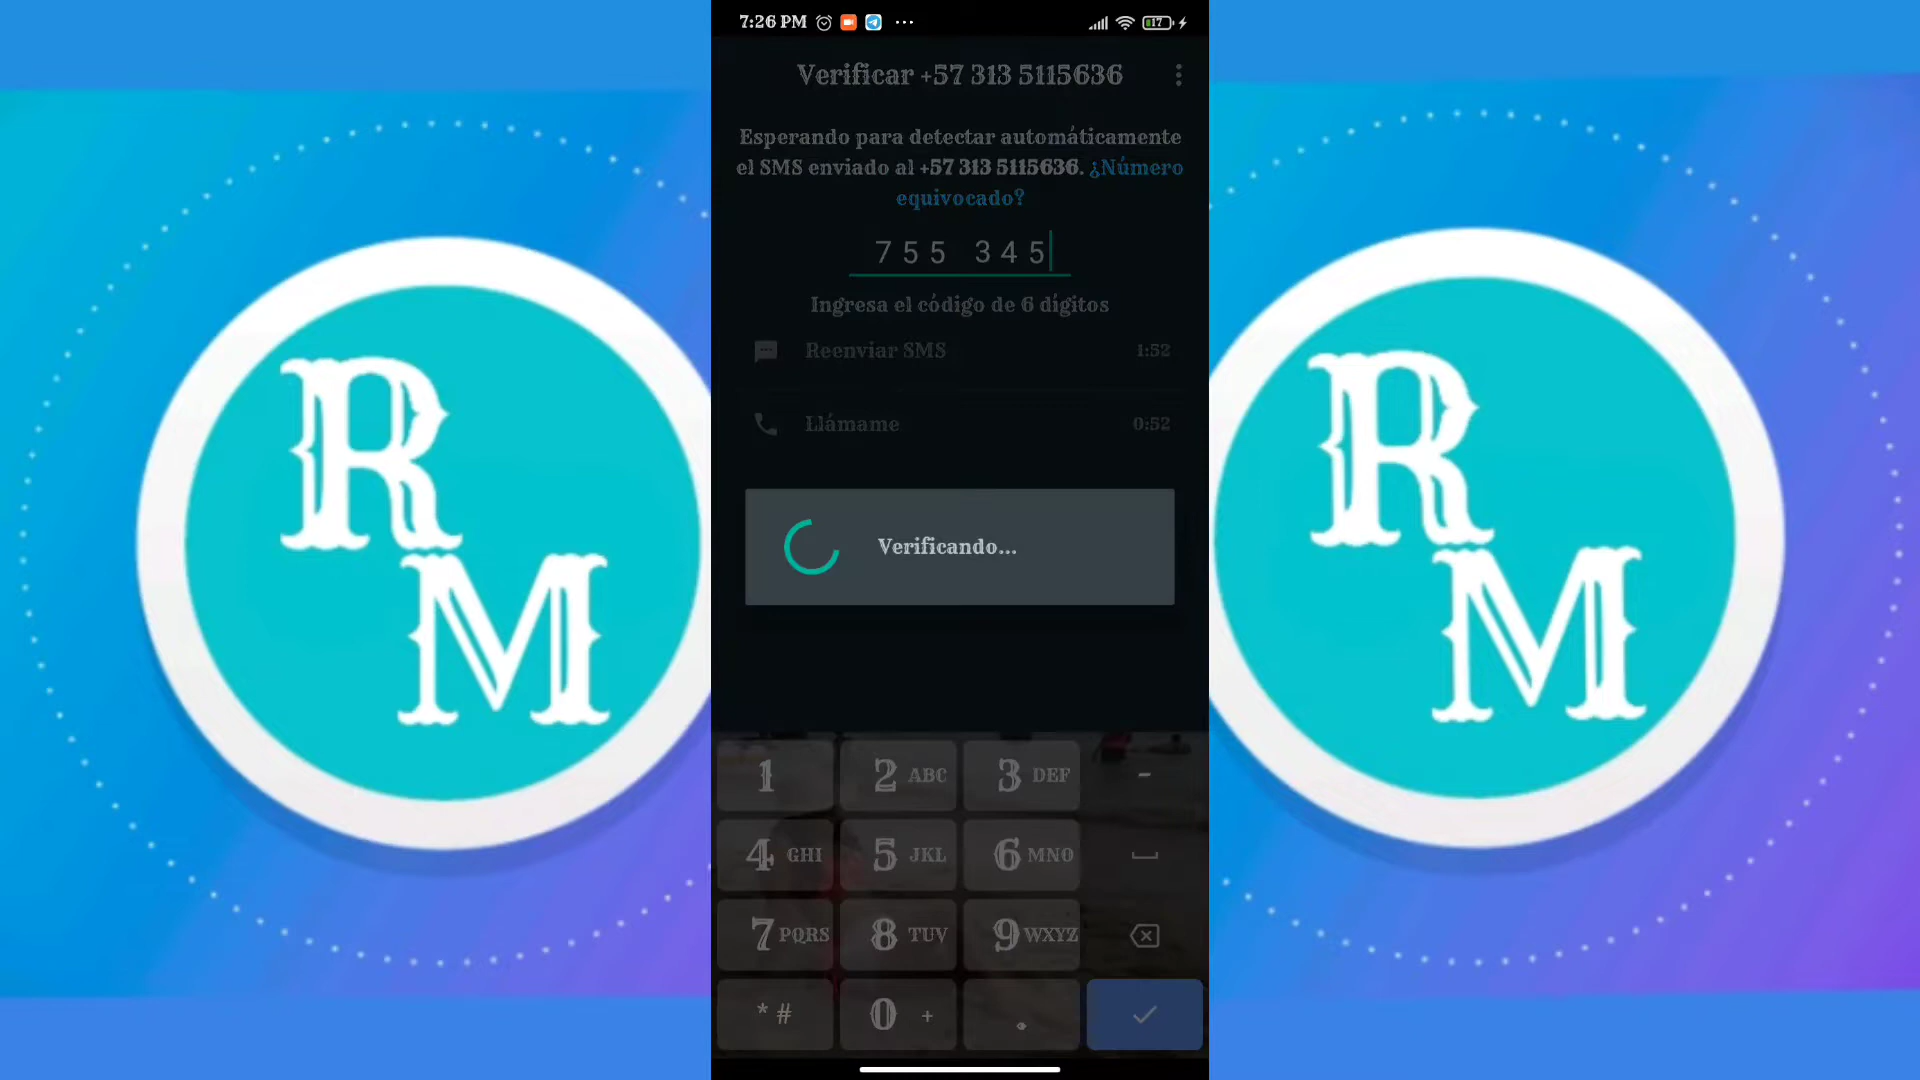 7:26 PM
17
Verificar +57 313 5115636
Esperando para detectar automáticamente
el SMS enviado al +57 313 5115636. ¿Número
equivocado?
755 345
Ingresa el código de 6 dígitos
Reenviar SMS 1:52
Llámame 0:52
Verificando...
R
M
R
M
1 2 ABC 3 DEF -
4 GHI 5 JKL 6 MNO
7 PQRS 8 TUV 9 WXYZ
* # 0 + .